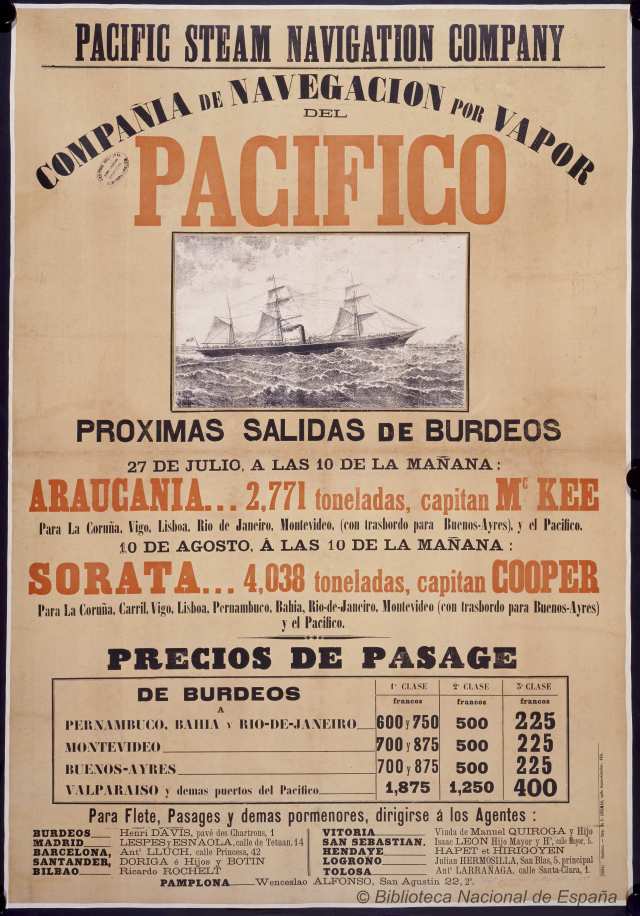 PACIFIC STEAM NAVIGATION COMPANY
COMPAÑIA DE NAVEGACION POR VAPOR
DEL
PACIFICO
PROXIMAS SALIDAS DE BURDEOS
27 DE JULIO, A LAS 10 DE LA MAÑANA:
ARAUCANIA... 2,771 toneladas, capitan Mc KEE
Para La Coruña, Vigo, Lisboa, Rio de Janeiro, Montevideo, (con trasbordo para Buenos-Ayres), y el Pacifico.
10 DE AGOSTO, Á LAS 10 DE LA MAÑANA:
SORATA... 4,038 toneladas, capitan COOPER
Para La Coruña, Carril, Vigo, Lisboa, Pernambuco, Bahia, Rio-de-Janeiro, Montevideo (con trasbordo para Buenos-Ayres)
y el Pacifico.
PRECIOS DE PASAGE
DE BURDEOS 1ª CLASE 2ª CLASE 3ª CLASE
A francos francos francos
PERNAMBUCO, BAHIA Y RIO-DE-JANEIRO 600 y 750 500 225
MONTEVIDEO 700 y 875 500 225
BUENOS-AYRES 700 y 875 500 225
VALPARAISO y demas puertos del Pacifico 1,875 1,250 400
Para Flete, Pasages y demas pormenores, dirigirse á los Agentes:
BURDEOS Henri DAVIS, pavé des Chartrons, 1
MADRID LESPES y ESNAOLA, calle de Tetuan, 14
BARCELONA, Antº LLUCH, calle Princesa, 42
SANTANDER, DORIGA é Hijos y BOTIN
BILBAO Ricardo ROCHELT
VITORIA Viuda de Manuel QUIROGA y Hijo
SAN SEBASTIAN. Isaac LEON Hijo Mayor y Hº, calle Mayor, 5.
HENDAYE HAPET et HIRIGOYEN
LOGROÑO Julian HERMOSILLA, San Blas, 5, principal
TOLOSA Antº LARRAÑAGA, calle Santa-Clara, 1
PAMPLONA Wenceslao ALFONSO, San Agustin 22, 2º.
© Biblioteca Nacional de España